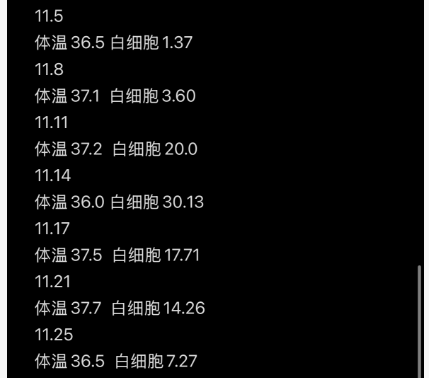 11.5
体温 36.5 白细胞 1.37
11.8
体温 37.1 白细胞 3.60
11.11
体温 37.2 白细胞 20.0
11.14
体温 36.0 白细胞 30.13
11.17
体温 37.5 白细胞 17.71
11.21
体温 37.7 白细胞 14.26
11.25
体温 36.5 白细胞 7.27